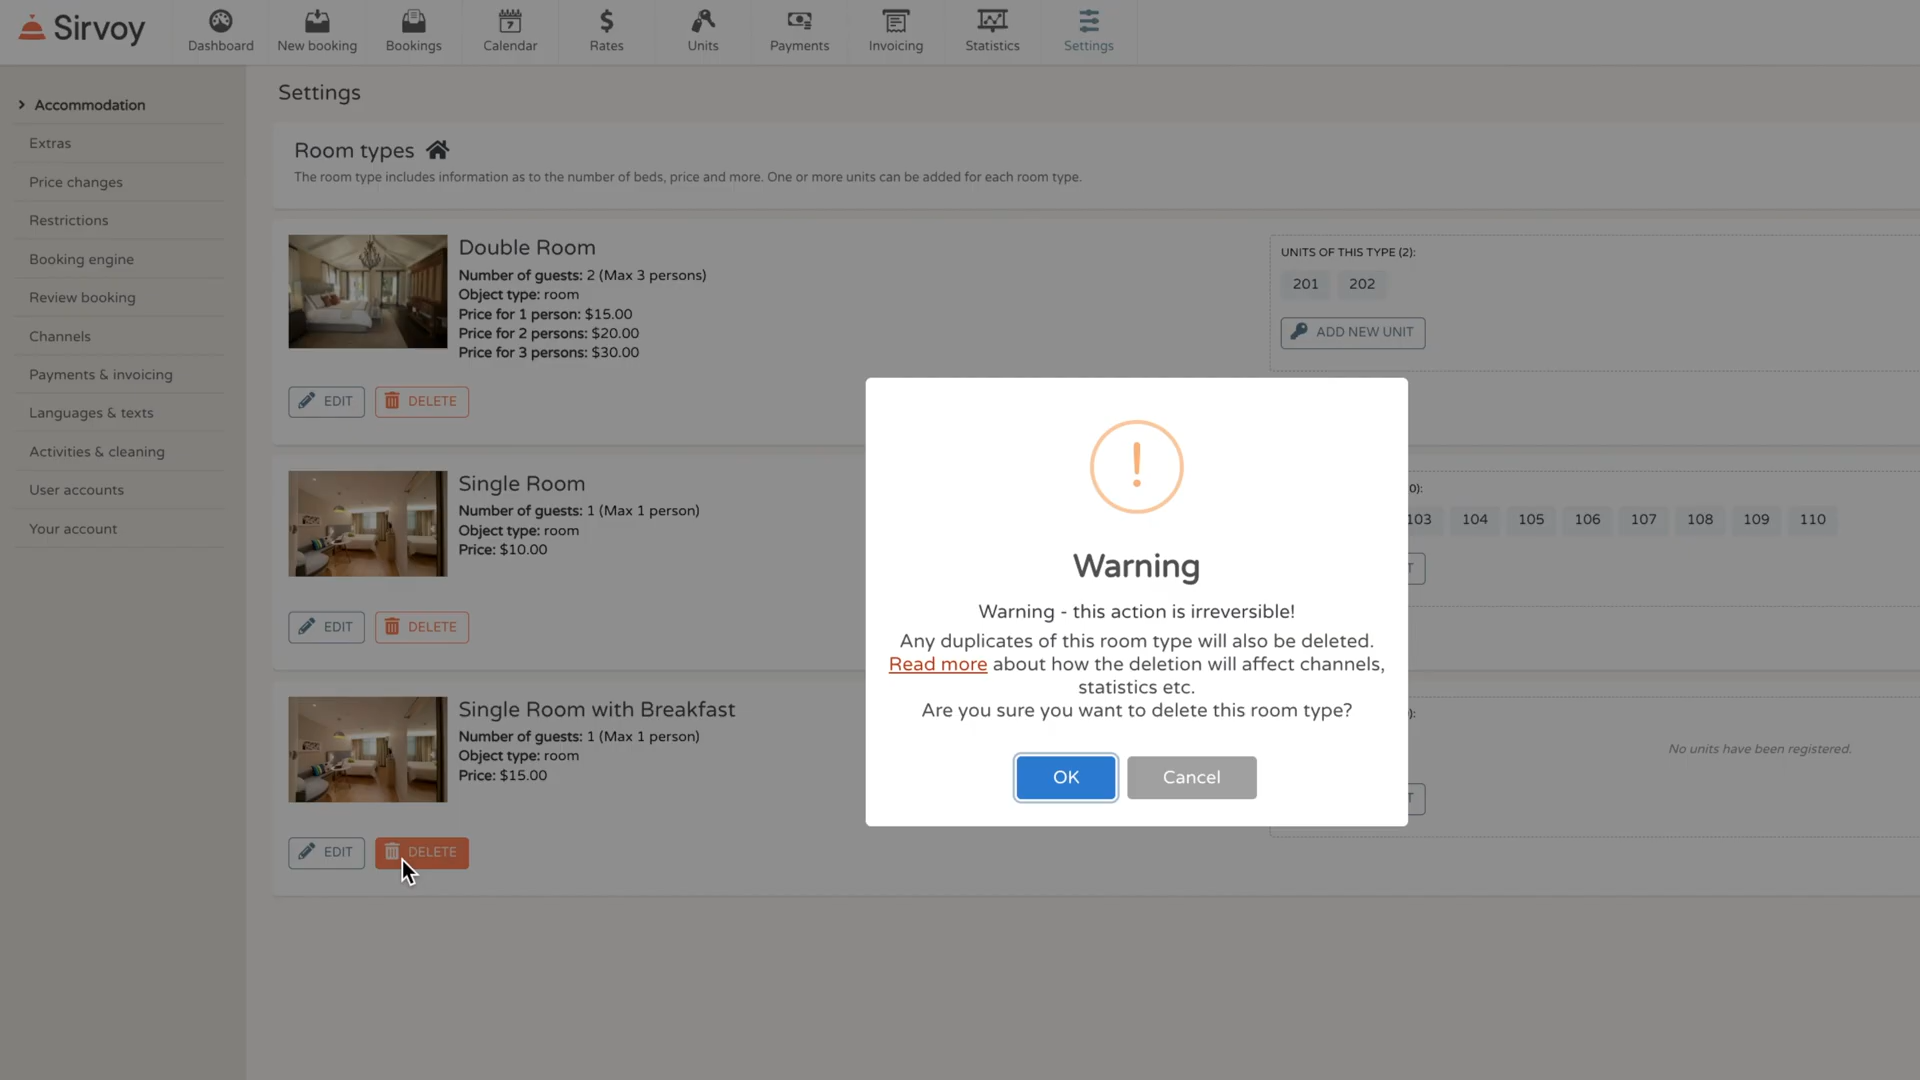 Sirvoy
Dashboard
New booking
Bookings
7
Calendar
$
Rates
Units
Payments
Invoicing
Statistics
Settings
Accommodation
Extras
Price changes
Restrictions
Booking engine
Review booking
Channels
Payments & invoicing
Languages & texts
Activities & cleaning
User accounts
Your account
Settings
Room types
The room type includes information as to the number of beds, price and more. One or more units can be added for each room type.
Double Room
Number of guests: 2 (Max 3 persons)
Object type: room
Price for 1 person: $15.00
Price for 2 persons: $20.00
Price for 3 persons: $30.00
EDIT DELETE
UNITS OF THIS TYPE (2):
201 202
ADD NEW UNIT
Single Room
Number of guests: 1 (Max 1 person)
Object type: room
Price: $10.00
EDIT DELETE
0):
103 104 105 106 107 108 109 110
T
Single Room with Breakfast
Number of guests: 1 (Max 1 person)
Object type: room
Price: $15.00
EDIT DELETE
):
No units have been registered.
T
!
Warning
Warning - this action is irreversible!
Any duplicates of this room type will also be deleted.
Read more about how the deletion will affect channels,
statistics etc.
Are you sure you want to delete this room type?
OK Cancel